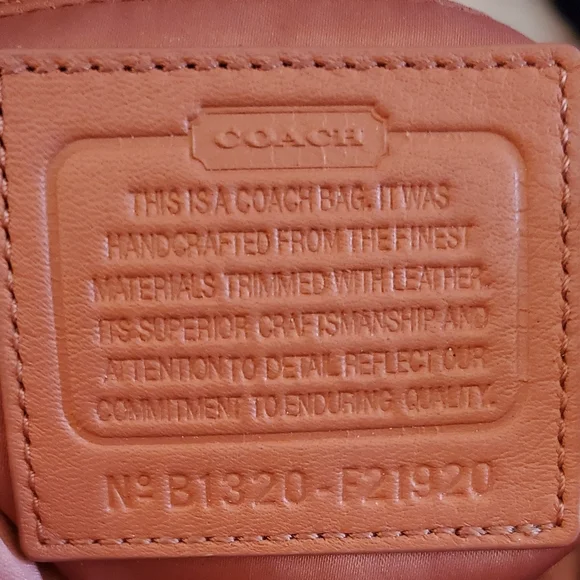 COACH
THIS IS A COACH BAG. IT WAS
HANDCRAFTED FROM THE FINEST
MATERIALS TRIMMED WITH LEATHER.
ITS SUPERIOR CRAFTSMANSHIP AND
ATTENTION TO DETAIL REFLECT OUR
COMMITMENT TO ENDURING QUALITY.
Nº B1320-F21920